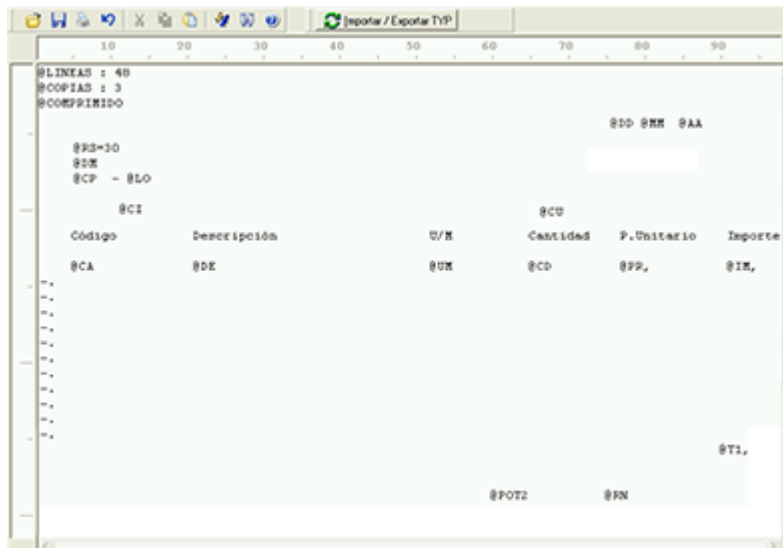 Importar / Exportar TYP
10 20 30 40 50 60 70 80 90
@LINEAS : 48
@COPIAS : 3
@COMPRIMIDO
@DD @MM @AA
@RS=30
@DM
@CP - @LO
@CI @CU
Código Descripción U/M Cantidad P.Unitario Importe
@CA @DE @UM @CD @PR, @IM,
-.
-.
-.
-.
-.
-.
-.
-.
-.
-.
-.
@T1,
@POT2 @RN